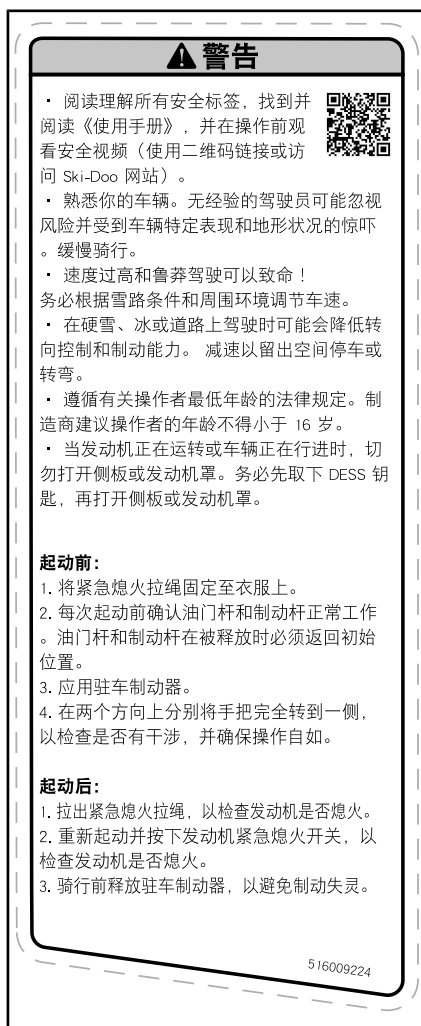 警告
· 阅读理解所有安全标签，找到并
阅读《使用手册》，并在操作前观
看安全视频（使用二维码链接或访
问 Ski-Doo 网站）。
· 熟悉你的车辆。无经验的驾驶员可能忽视
风险并受到车辆特定表现和地形状况的惊吓
。缓慢骑行。
· 速度过高和鲁莽驾驶可以致命！
务必根据雪路条件和周围环境调节车速。
· 在硬雪、冰或道路上驾驶时可能会降低转
向控制和制动能力。 减速以留出空间停车或
转弯。
· 遵循有关操作者最低年龄的法律规定。制
造商建议操作者的年龄不得小于 16 岁。
· 当发动机正在运转或车辆正在行进时，切
勿打开侧板或发动机罩。务必先取下 DESS 钥
匙，再打开侧板或发动机罩。
起动前：
1. 将紧急熄火拉绳固定至衣服上。
2. 每次起动前确认油门杆和制动杆正常工作
。油门杆和制动杆在被释放时必须返回初始
位置。
3. 应用驻车制动器。
4. 在两个方向上分别将手把完全转到一侧，
以检查是否有干涉，并确保操作自如。
起动后：
1. 拉出紧急熄火拉绳，以检查发动机是否熄火。
2. 重新起动并按下发动机紧急熄火开关，以
检查发动机是否熄火。
3. 骑行前释放驻车制动器，以避免制动失灵。
516009224